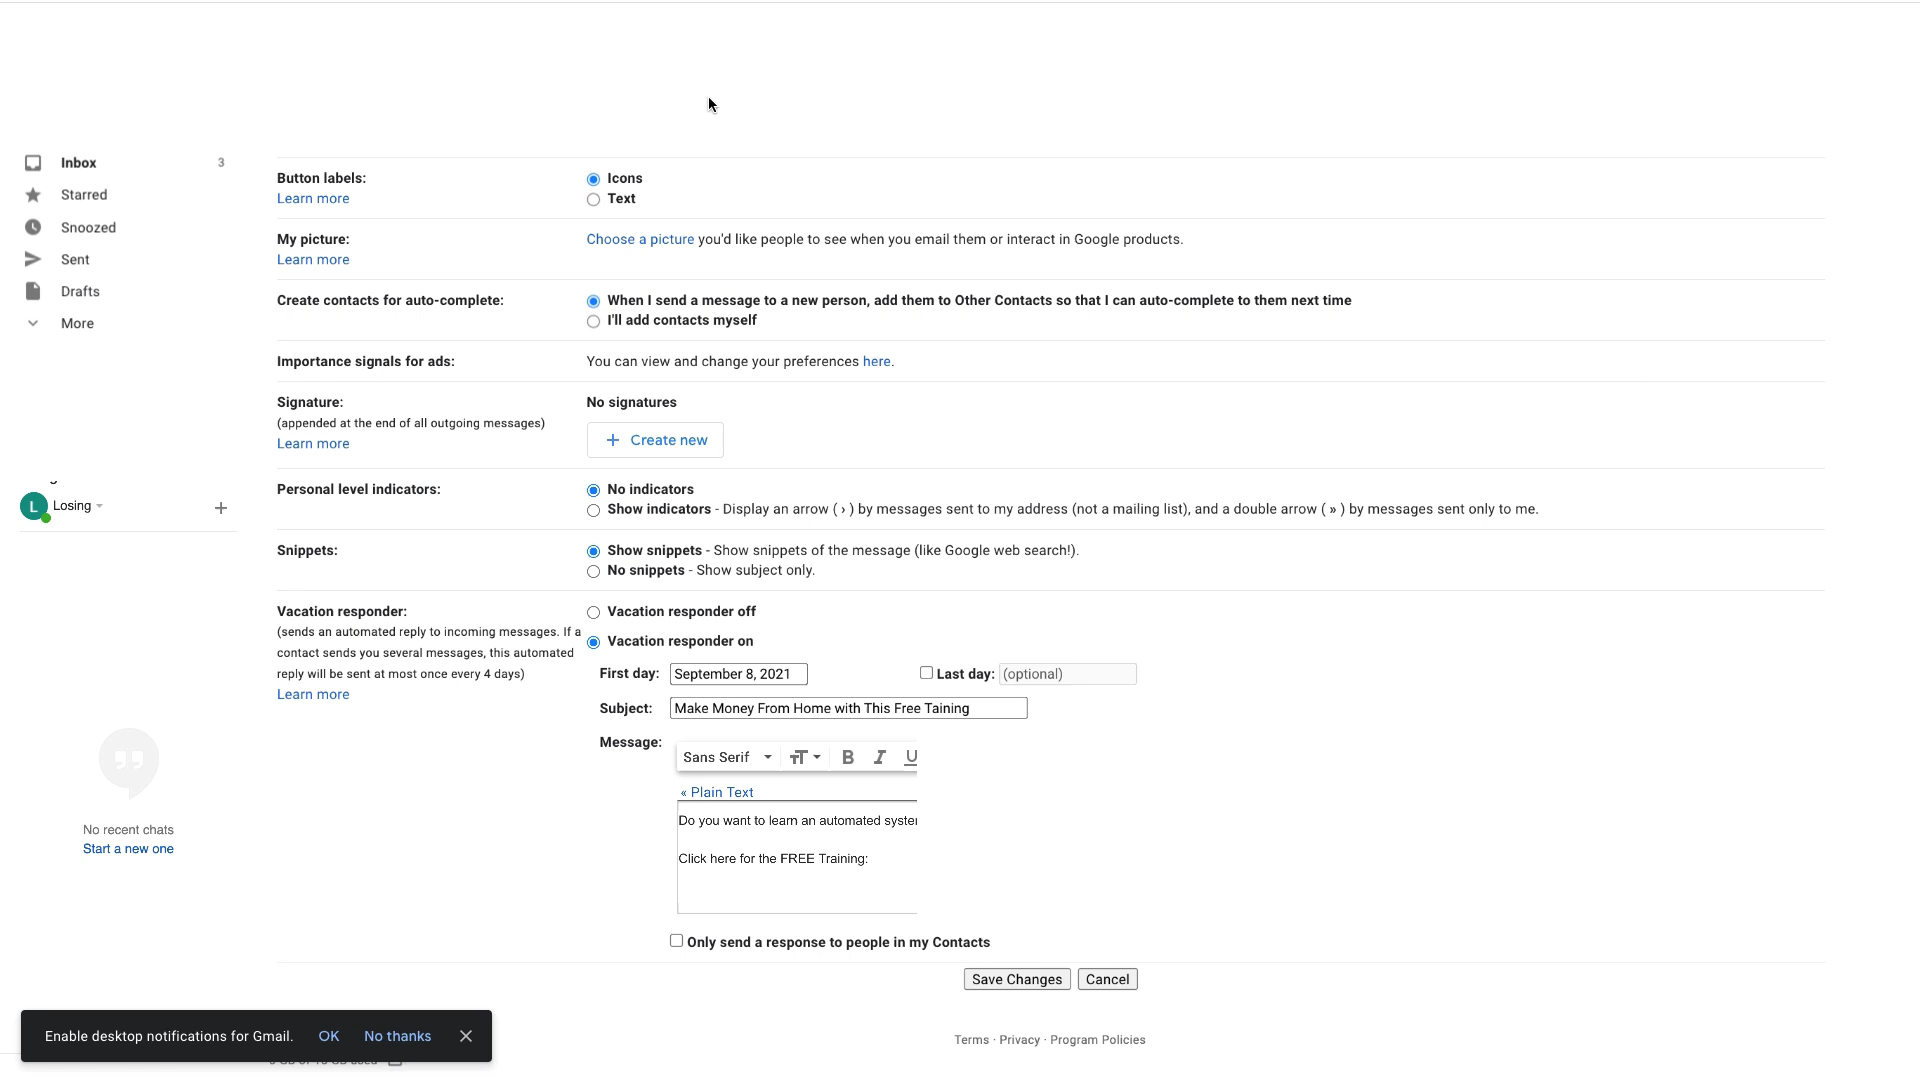 Inbox 3
Starred
Snoozed
Sent
Drafts
More
L Losing
No recent chats
Start a new one
Button labels:
Learn more
Icons
Text
My picture:
Learn more
Choose a picture you'd like people to see when you email them or interact in Google products.
Create contacts for auto-complete:
When I send a message to a new person, add them to Other Contacts so that I can auto-complete to them next time
I'll add contacts myself
Importance signals for ads:
You can view and change your preferences here.
Signature:
(appended at the end of all outgoing messages)
Learn more
No signatures
+ Create new
Personal level indicators:
No indicators
Show indicators - Display an arrow ( › ) by messages sent to my address (not a mailing list), and a double arrow ( » ) by messages sent only to me.
Snippets:
Show snippets - Show snippets of the message (like Google web search!).
No snippets - Show subject only.
Vacation responder:
(sends an automated reply to incoming messages. If a
contact sends you several messages, this automated
reply will be sent at most once every 4 days)
Learn more
Vacation responder off
Vacation responder on
First day: September 8, 2021 Last day: (optional)
Subject: Make Money From Home with This Free Taining
Message:
Sans Serif B I U
« Plain Text
Do you want to learn an automated
Click here for the FREE Training:
Only send a response to people in my Contacts
Save Changes Cancel
Enable desktop notifications for Gmail. OK No thanks
Terms · Privacy · Program Policies